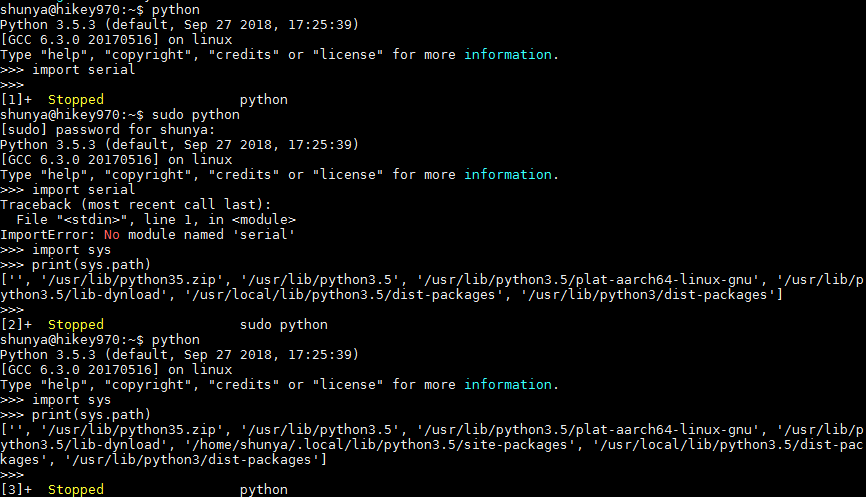 shunya@hikey970:~$ python
Python 3.5.3 (default, Sep 27 2018, 17:25:39)
[GCC 6.3.0 20170516] on linux
Type "help", "copyright", "credits" or "license" for more information.
>>> import serial
>>>
[1]+  Stopped                 python
shunya@hikey970:~$ sudo python
[sudo] password for shunya:
Python 3.5.3 (default, Sep 27 2018, 17:25:39)
[GCC 6.3.0 20170516] on linux
Type "help", "copyright", "credits" or "license" for more information.
>>> import serial
Traceback (most recent call last):
  File "<stdin>", line 1, in <module>
ImportError: No module named 'serial'
>>> import sys
>>> print(sys.path)
['', '/usr/lib/python35.zip', '/usr/lib/python3.5', '/usr/lib/python3.5/plat-aarch64-linux-gnu', '/usr/lib/p
ython3.5/lib-dynload', '/usr/local/lib/python3.5/dist-packages', '/usr/lib/python3/dist-packages']
>>>
[2]+  Stopped                 sudo python
shunya@hikey970:~$ python
Python 3.5.3 (default, Sep 27 2018, 17:25:39)
[GCC 6.3.0 20170516] on linux
Type "help", "copyright", "credits" or "license" for more information.
>>> import sys
>>> print(sys.path)
['', '/usr/lib/python35.zip', '/usr/lib/python3.5', '/usr/lib/python3.5/plat-aarch64-linux-gnu', '/usr/lib/p
ython3.5/lib-dynload', '/home/shunya/.local/lib/python3.5/site-packages', '/usr/local/lib/python3.5/dist-pac
kages', '/usr/lib/python3/dist-packages']
>>>
[3]+  Stopped                 python